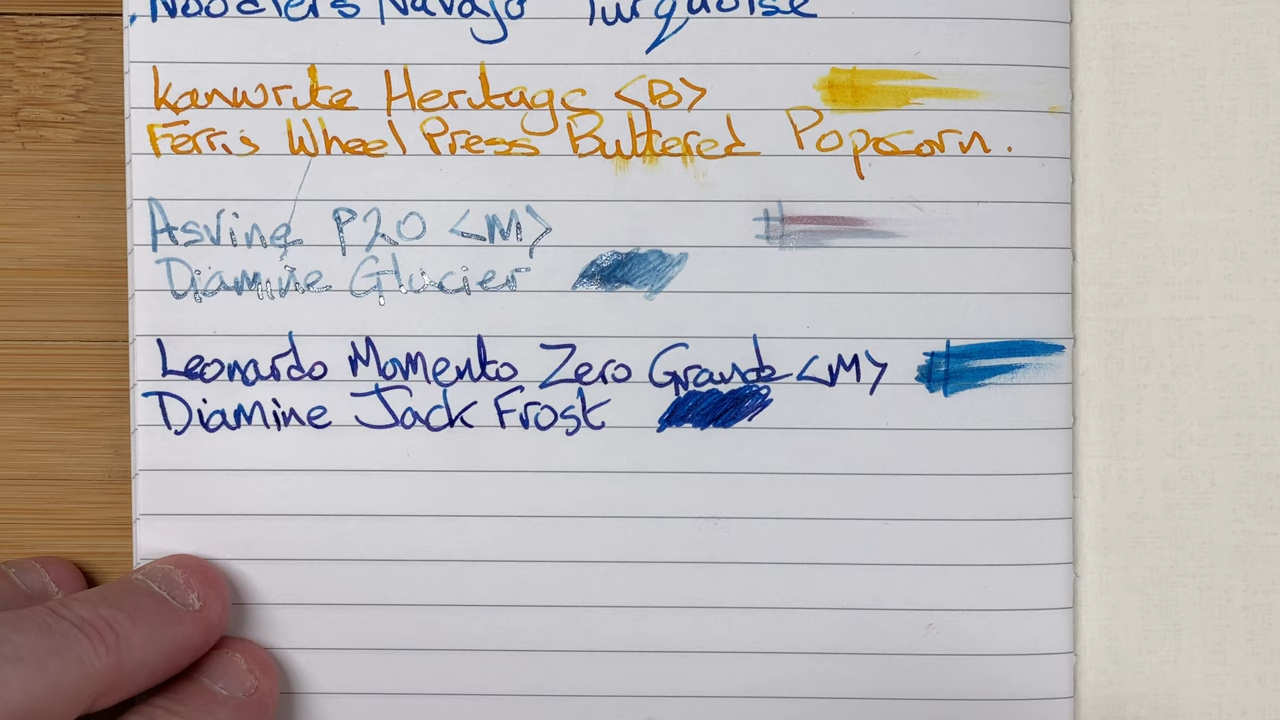 Noodlers Navajo Turquoise
Kanwrite Heritage <B>
Ferris Wheel Press Buttered Popcorn.
Asvine P20 <M>
Diamine Glacier
Leonardo Momento Zero Grande <M>
Diamine Jack Frost